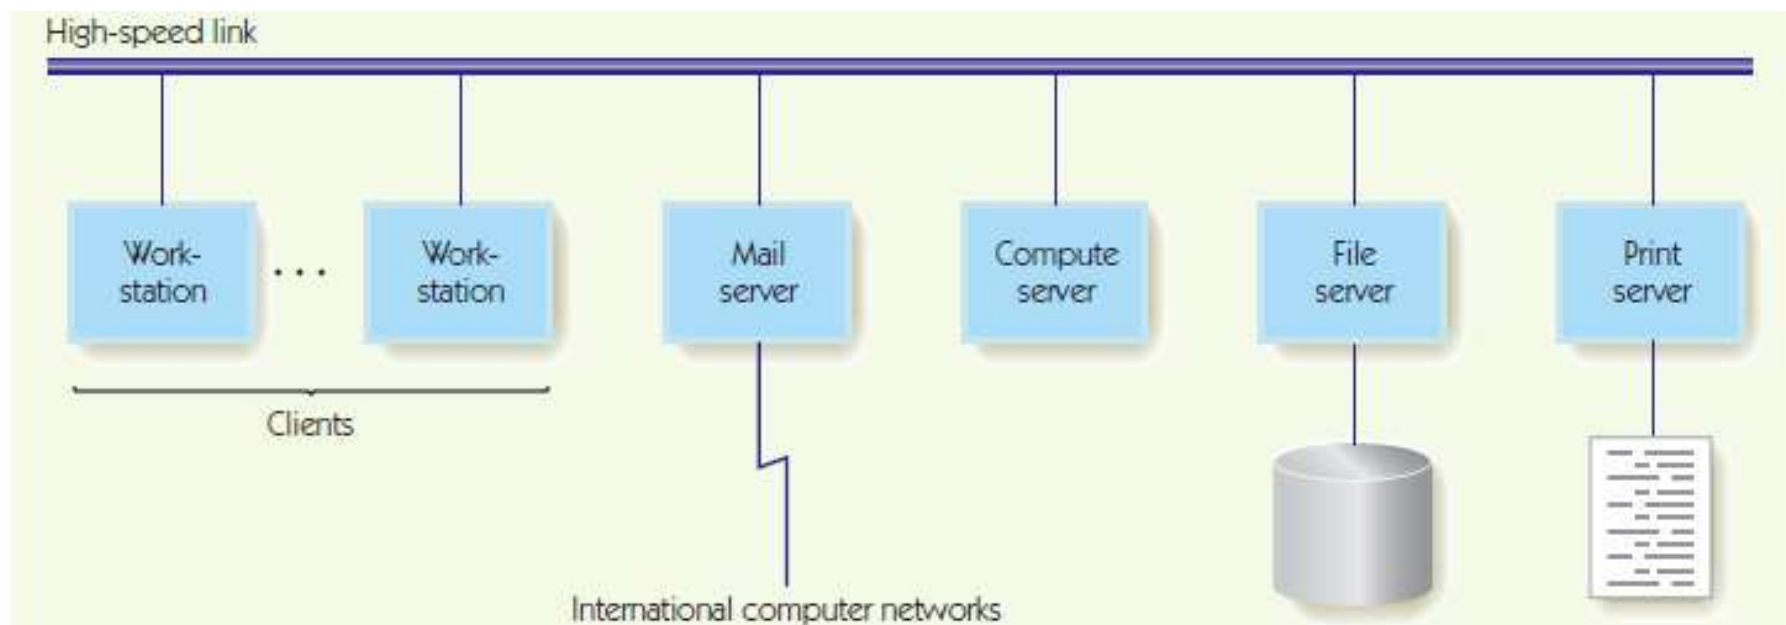 High-speed link
Work-
station
. . .
Work-
station
Mail
server
Compute
server
File
server
Print
server
Clients
International computer networks